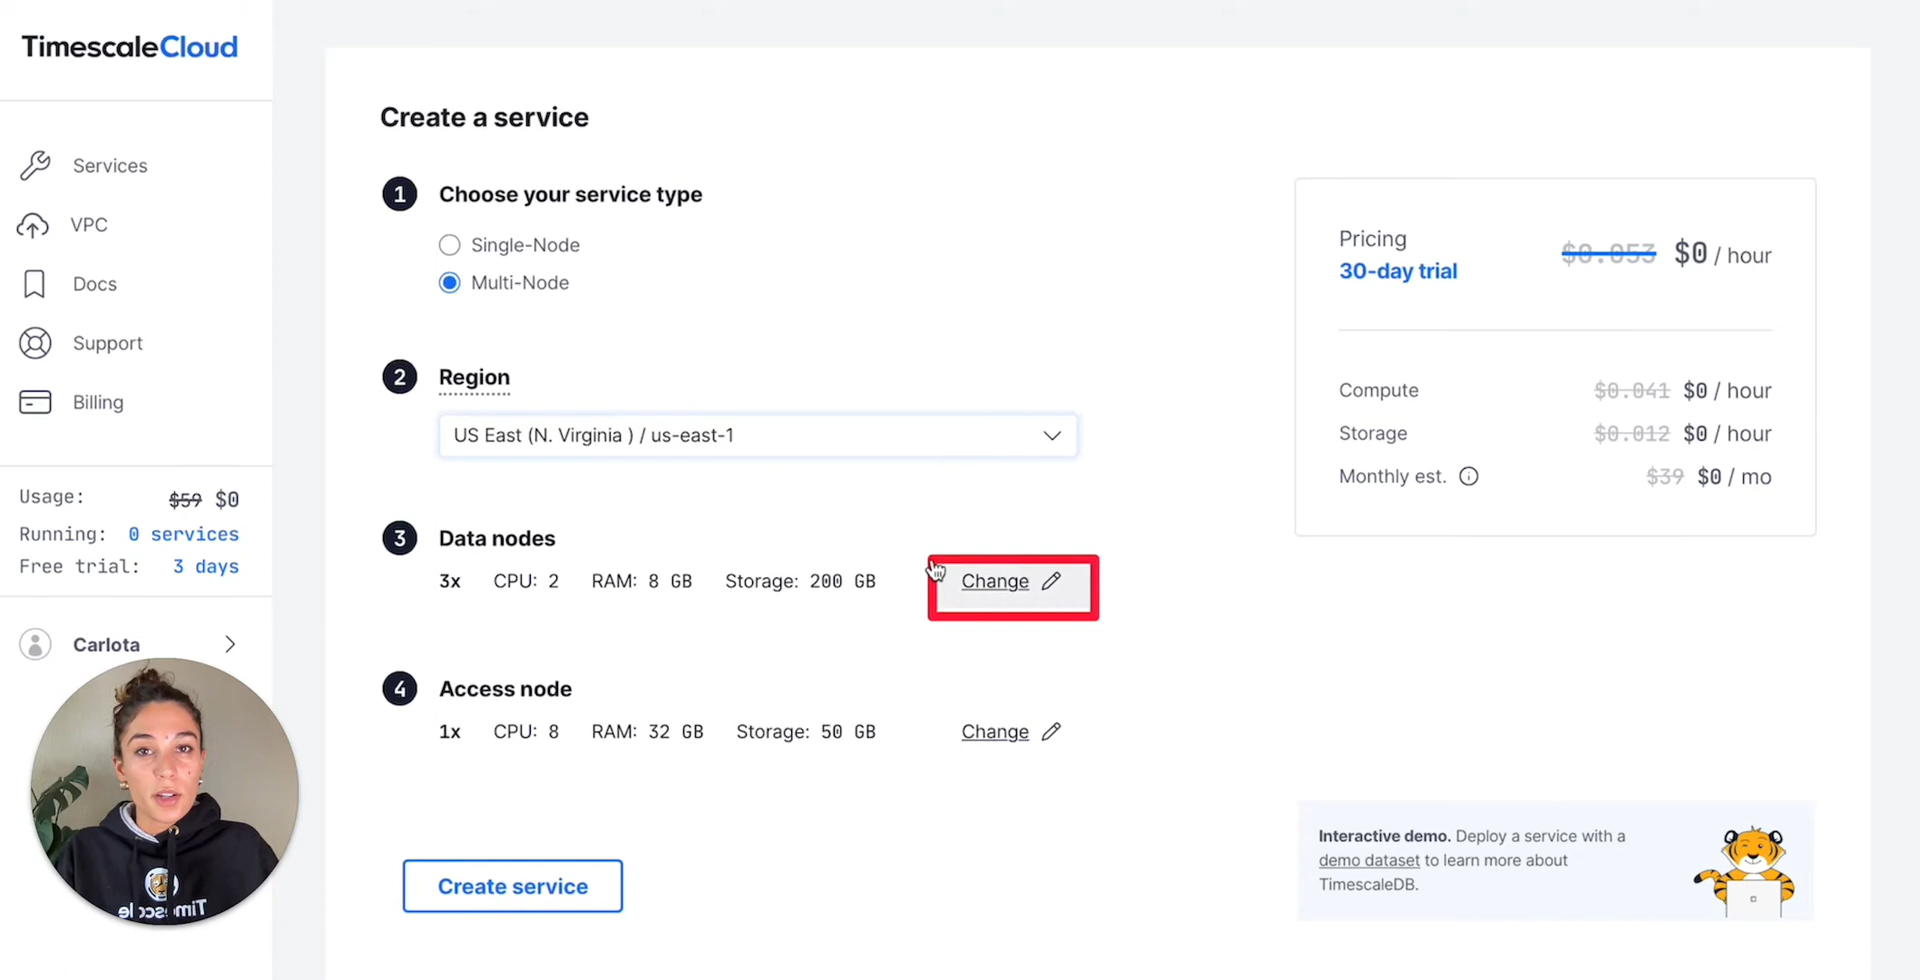 TimescaleCloud
Services
VPC
Docs
Support
Billing
Usage: $59 $0
Running: 0 services
Free trial: 3 days
Carlota
Timescale
Create a service
1 Choose your service type
Single-Node
Multi-Node
2 Region
US East (N. Virginia ) / us-east-1
3 Data nodes
3x CPU: 2 RAM: 8 GB Storage: 200 GB Change
4 Access node
1x CPU: 8 RAM: 32 GB Storage: 50 GB Change
Create service
Pricing
30-day trial
$0.053 $0 / hour
Compute $0.041 $0 / hour
Storage $0.012 $0 / hour
Monthly est. $39 $0 / mo
Interactive demo. Deploy a service with a
demo dataset to learn more about
TimescaleDB.